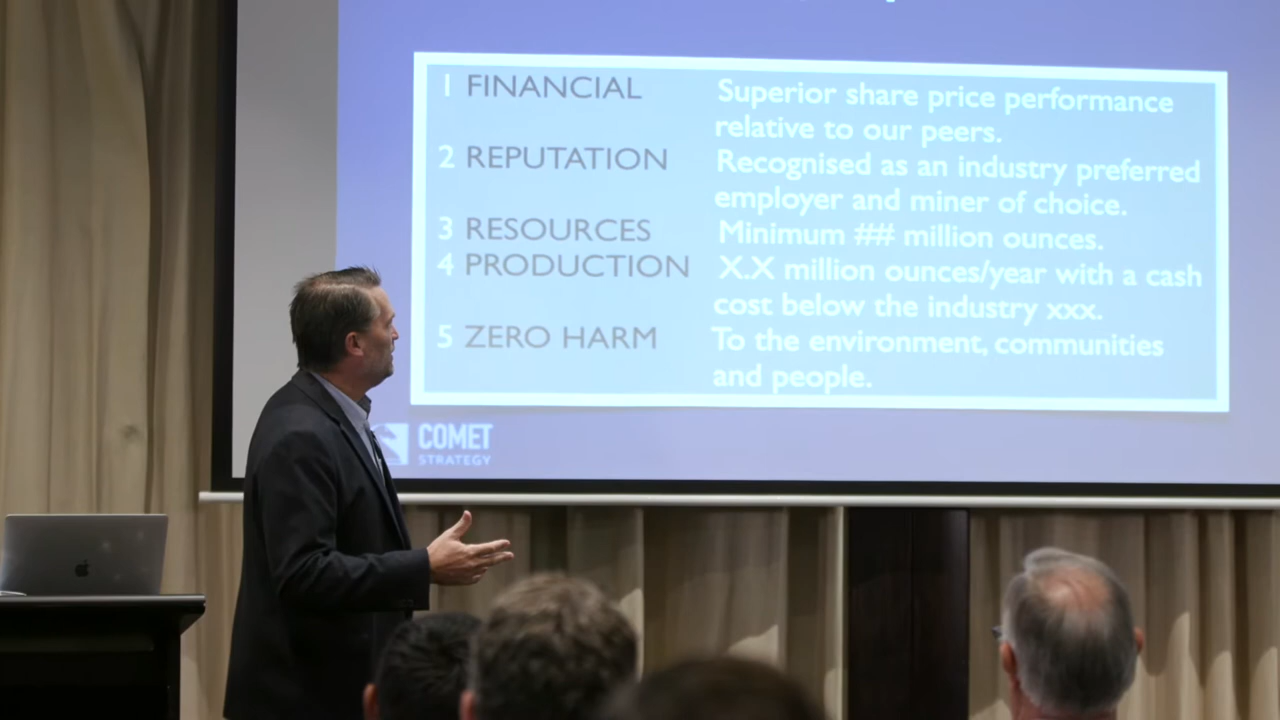 1 FINANCIAL Superior share price performance
relative to our peers.
2 REPUTATION Recognised as an industry preferred
employer and miner of choice.
3 RESOURCES Minimum ## million ounces.
4 PRODUCTION X.X million ounces/year with a cash
cost below the industry xxx.
5 ZERO HARM To the environment, communities
and people.
COMET
STRATEGY